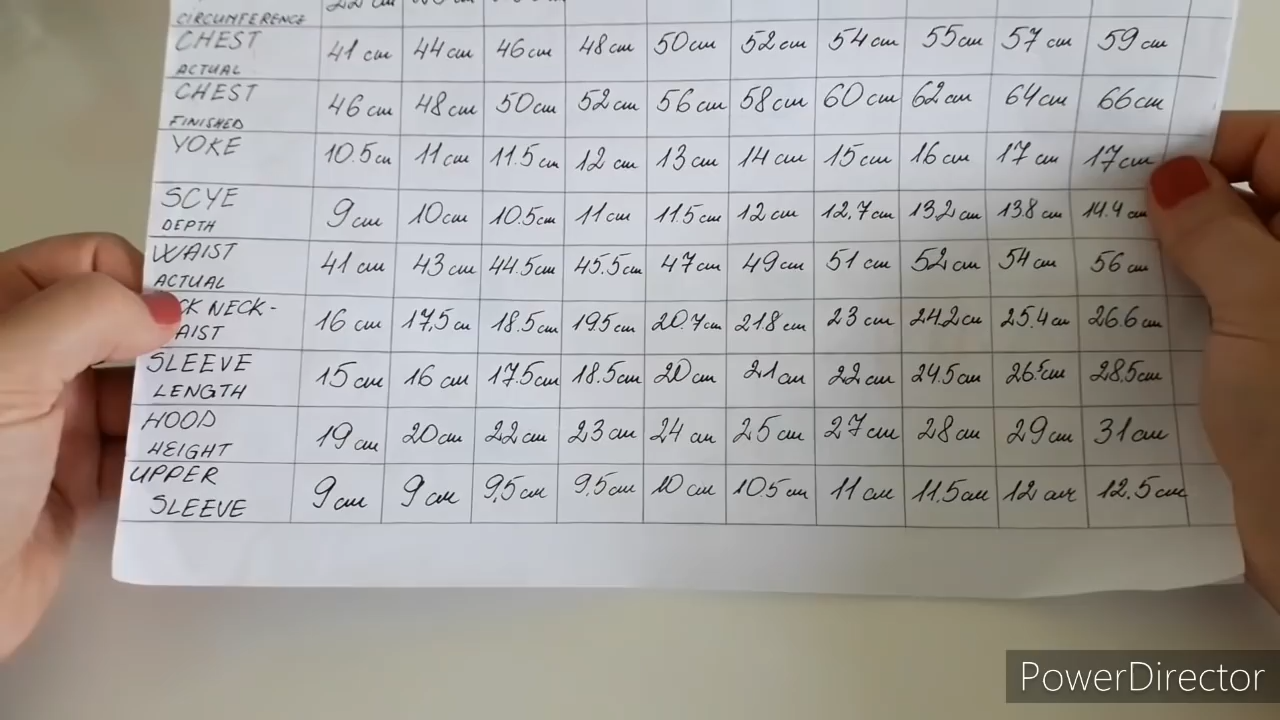 CIRCUMFERENCE 22 cm
CHEST
ACTUAL 41 cm 44 cm 46 cm 48 cm 50 cm 52 cm 54 cm 55 cm 57 cm 59 cm
CHEST
FINISHED 46 cm 48 cm 50 cm 52 cm 56 cm 58 cm 60 cm 62 cm 64 cm 66 cm
YOKE 10.5 cm 11 cm 11.5 cm 12 cm 13 cm 14 cm 15 cm 16 cm 17 cm 17 cm
SCYE
DEPTH 9 cm 10 cm 10.5 cm 11 cm 11.5 cm 12 cm 12.7 cm 13.2 cm 13.8 cm 14.4 cm
WAIST
ACTUAL 41 cm 43 cm 44.5 cm 45.5 cm 47 cm 49 cm 51 cm 52 cm 54 cm 56 cm
CK NECK-
AIST 16 cm 17,5 cm 18.5 cm 19.5 cm 20.7 cm 21.8 cm 23 cm 24.2 cm 25.4 cm 26.6 cm
SLEEVE
LENGTH 15 cm 16 cm 17.5 cm 18.5 cm 20 cm 21 cm 22 cm 24.5 cm 26.5 cm 28.5 cm
HOOD
HEIGHT 19 cm 20 cm 22 cm 23 cm 24 cm 25 cm 27 cm 28 cm 29 cm 31 cm
UPPER
SLEEVE 9 cm 9 cm 9,5 cm 9,5 cm 10 cm 10.5 cm 11 cm 11.5 cm 12 cm 12.5 cm
PowerDirector